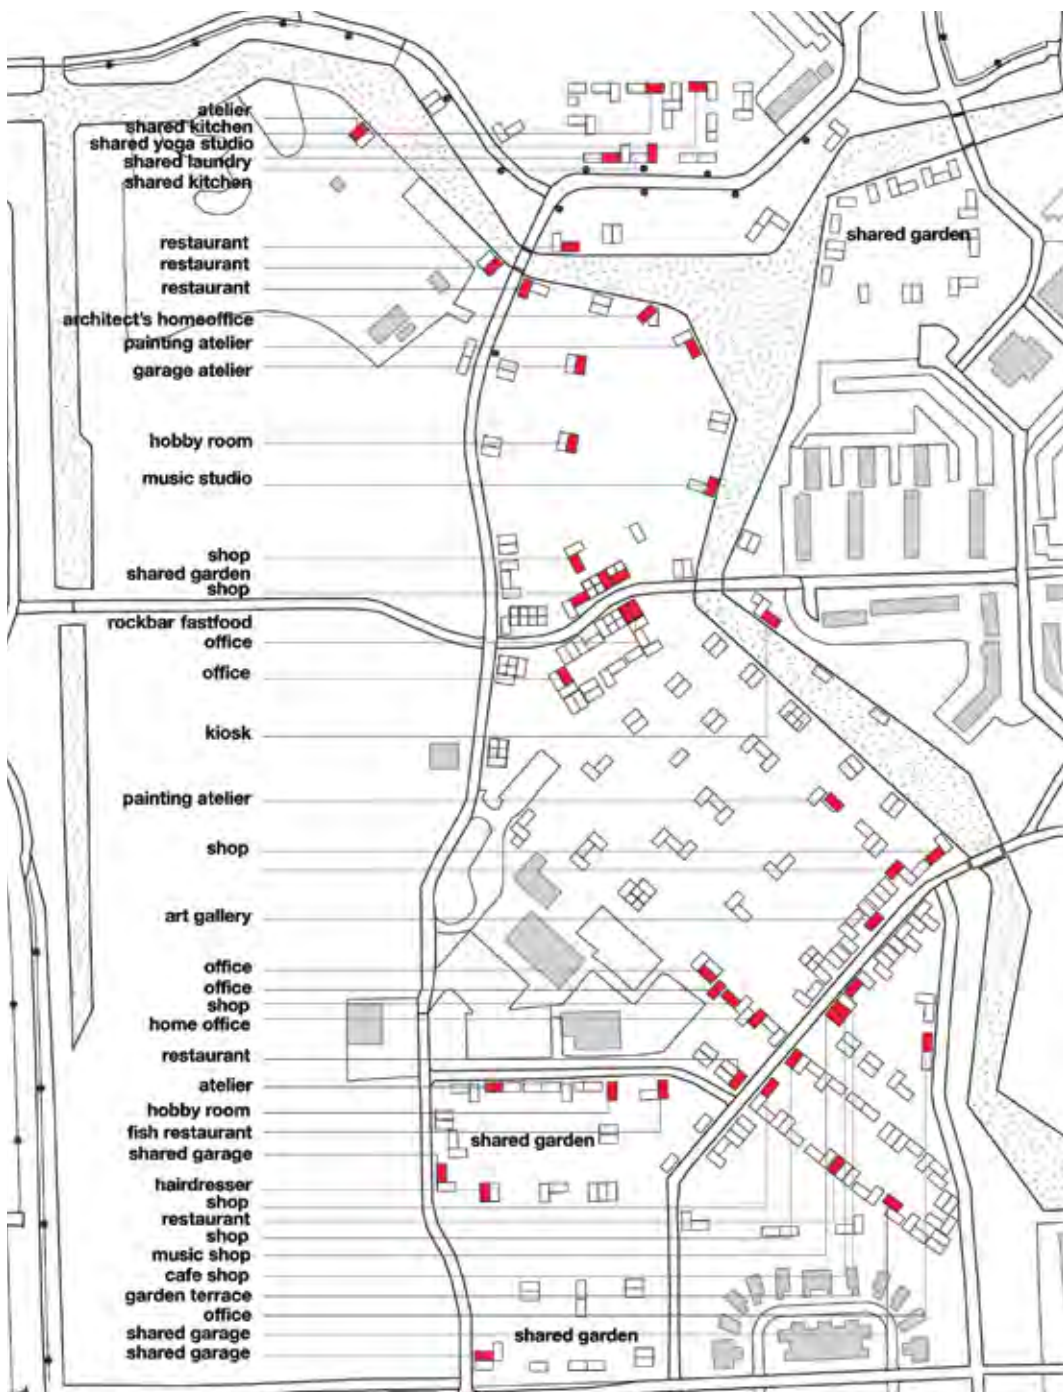 atelier
shared kitchen
shared yoga studio
shared laundry
shared kitchen
shared garden
restaurant
restaurant
restaurant
architect's homeoffice
painting atelier
garage atelier
hobby room
music studio
shop
shared garden
shop
rockbar fastfood
office
office
kiosk
painting atelier
shop
art gallery
office
office
shop
home office
restaurant
atelier
hobby room
fish restaurant
shared garden
shared garage
hairdresser
shop
restaurant
shop
music shop
cafe shop
garden terrace
office
shared garage
shared garden
shared garage